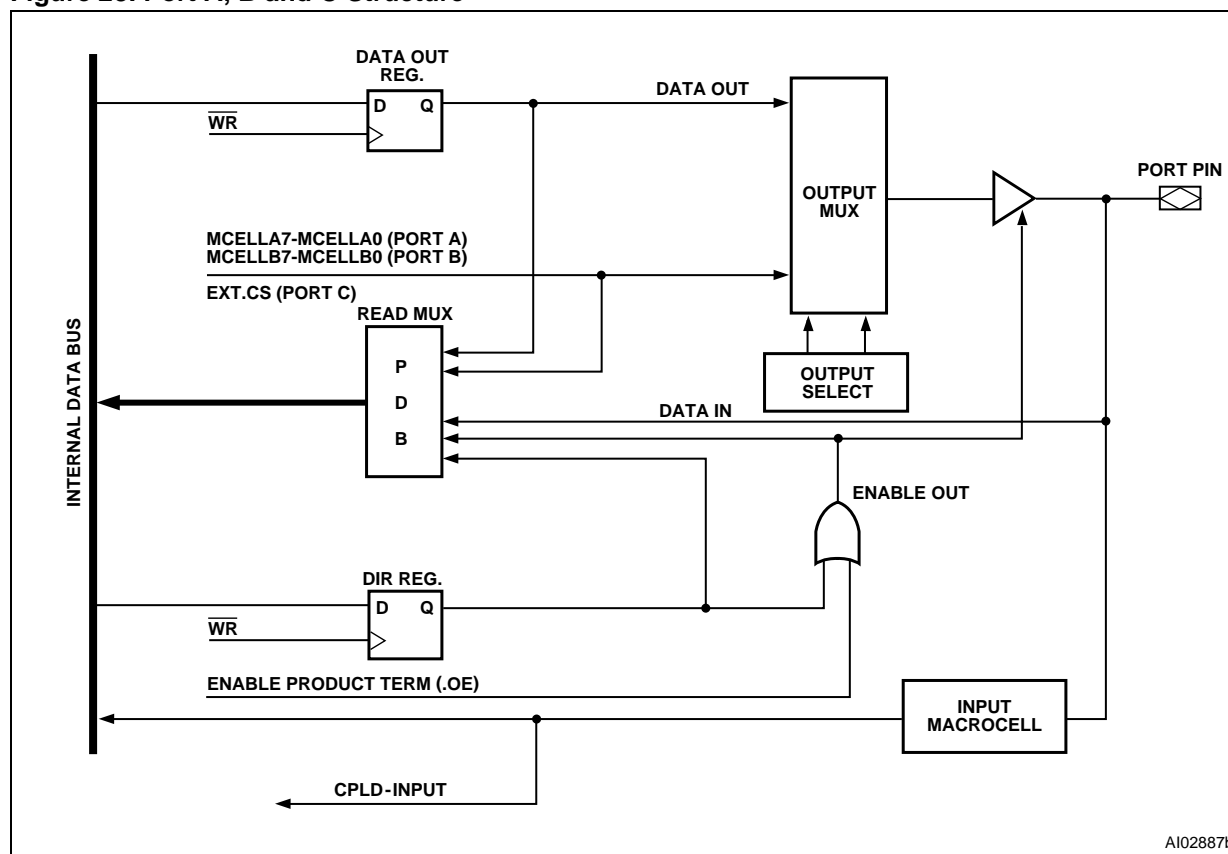 DATA OUT
REG.
D Q
WR
DATA OUT
OUTPUT
MUX
PORT PIN
MCELLA7-MCELLA0 (PORT A)
MCELLB7-MCELLB0 (PORT B)
EXT.CS (PORT C)
READ MUX
P
D
B
OUTPUT
SELECT
DATA IN
INTERNAL DATA BUS
ENABLE OUT
DIR REG.
D Q
WR
ENABLE PRODUCT TERM (.OE)
INPUT
MACROCELL
CPLD-INPUT